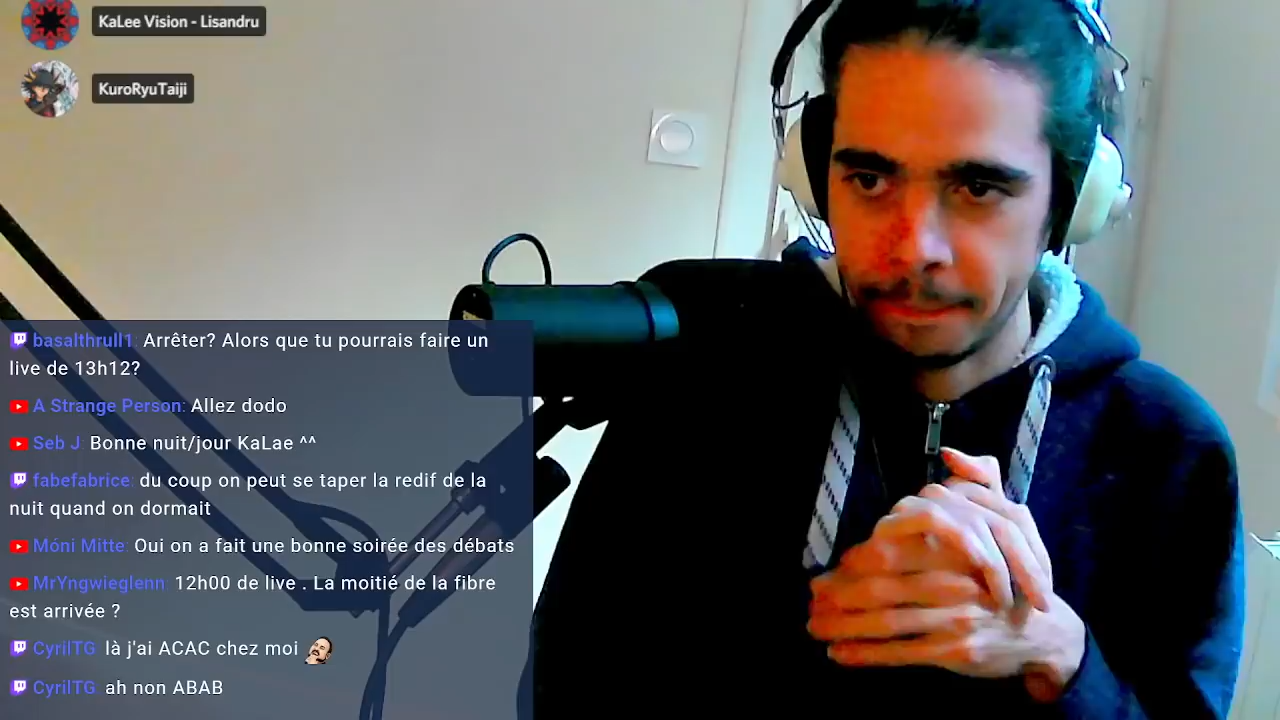 KaLee Vision - Lisandru
KuroRyuTaiji
basalthrull1: Arrêter? Alors que tu pourrais faire un
live de 13h12?
A Strange Person: Allez dodo
Seb J: Bonne nuit/jour KaLae ^^
fabefabrice: du coup on peut se taper la redif de la
nuit quand on dormait
Móni Mitte: Oui on a fait une bonne soirée des débats
MrYngwieglenn: 12h00 de live . La moitié de la fibre
est arrivée ?
CyrilTG: là j'ai ACAC chez moi
CyrilTG: ah non ABAB